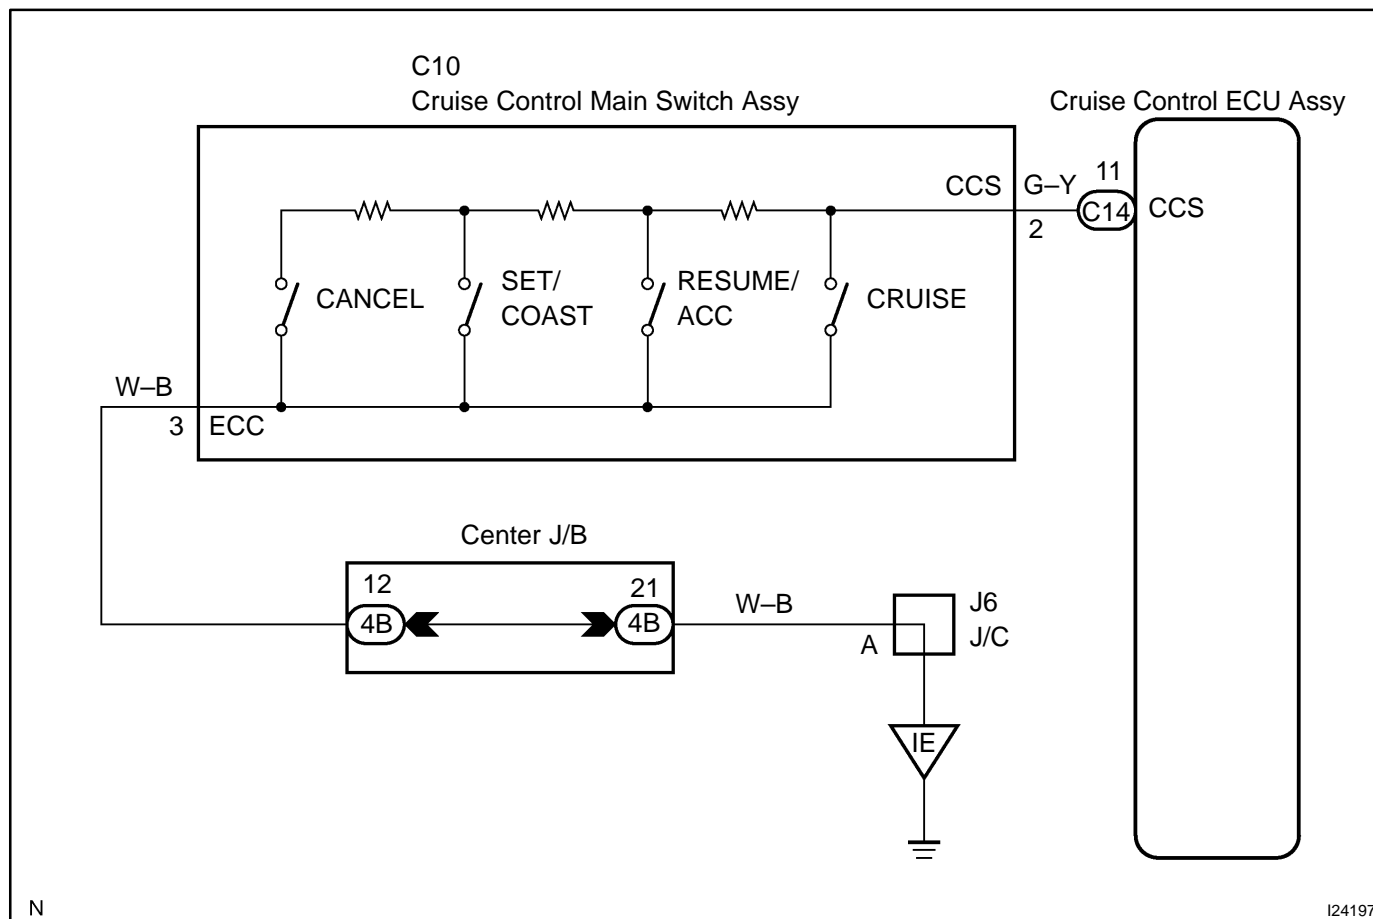 C10
Cruise Control Main Switch Assy
Cruise Control ECU Assy
CCS
G–Y
11
2
C14
CCS
CANCEL
SET/
COAST
RESUME/
ACC
CRUISE
W–B
3
ECC
Center J/B
12
21
4B
4B
W–B
A
J6
J/C
IE
N
I24197